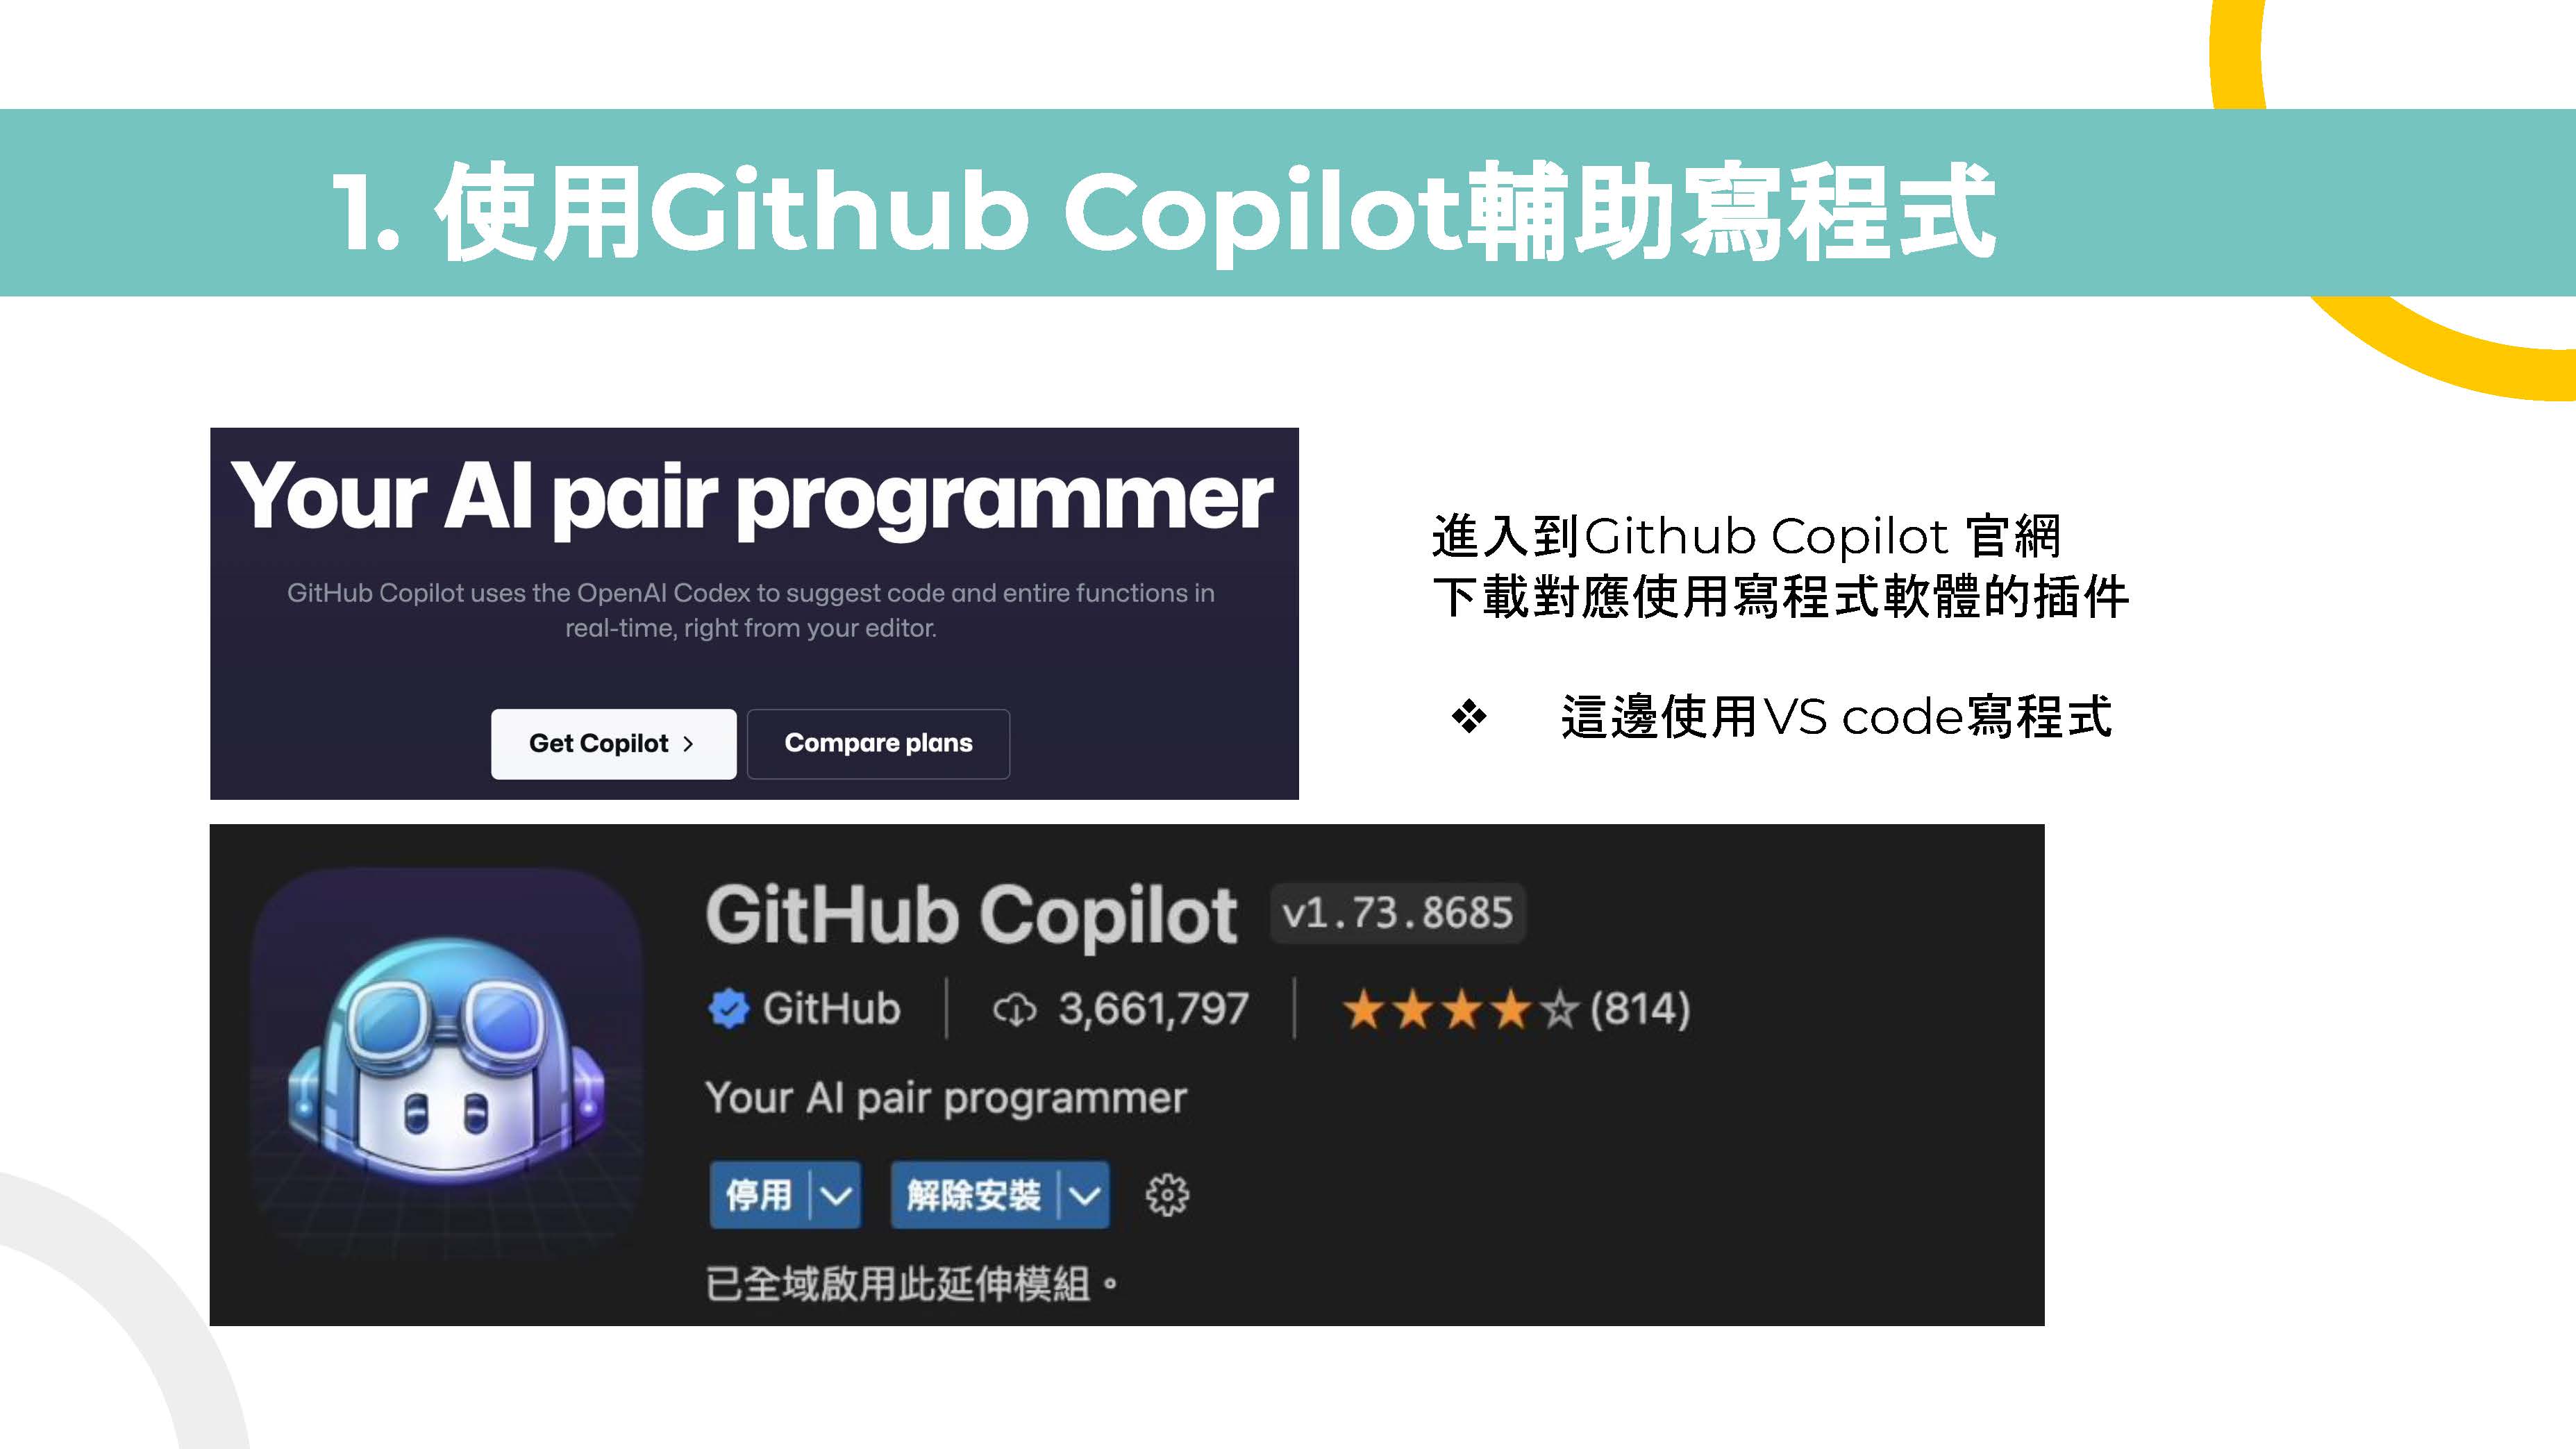 1. 使用Github Copilot輔助寫程式
Your AI pair programmer
GitHub Copilot uses the OpenAI Codex to suggest code and entire functions in
real-time, right from your editor.
Get Copilot >
Compare plans
進入到Github Copilot 官網
下載對應使用寫程式軟體的插件
❖ 這邊使用VS code寫程式
GitHub Copilot v1.73.8685
GitHub | 3,661,797 | ★★★★☆(814)
Your AI pair programmer
停用 解除安裝
已全域啟用此延伸模組。